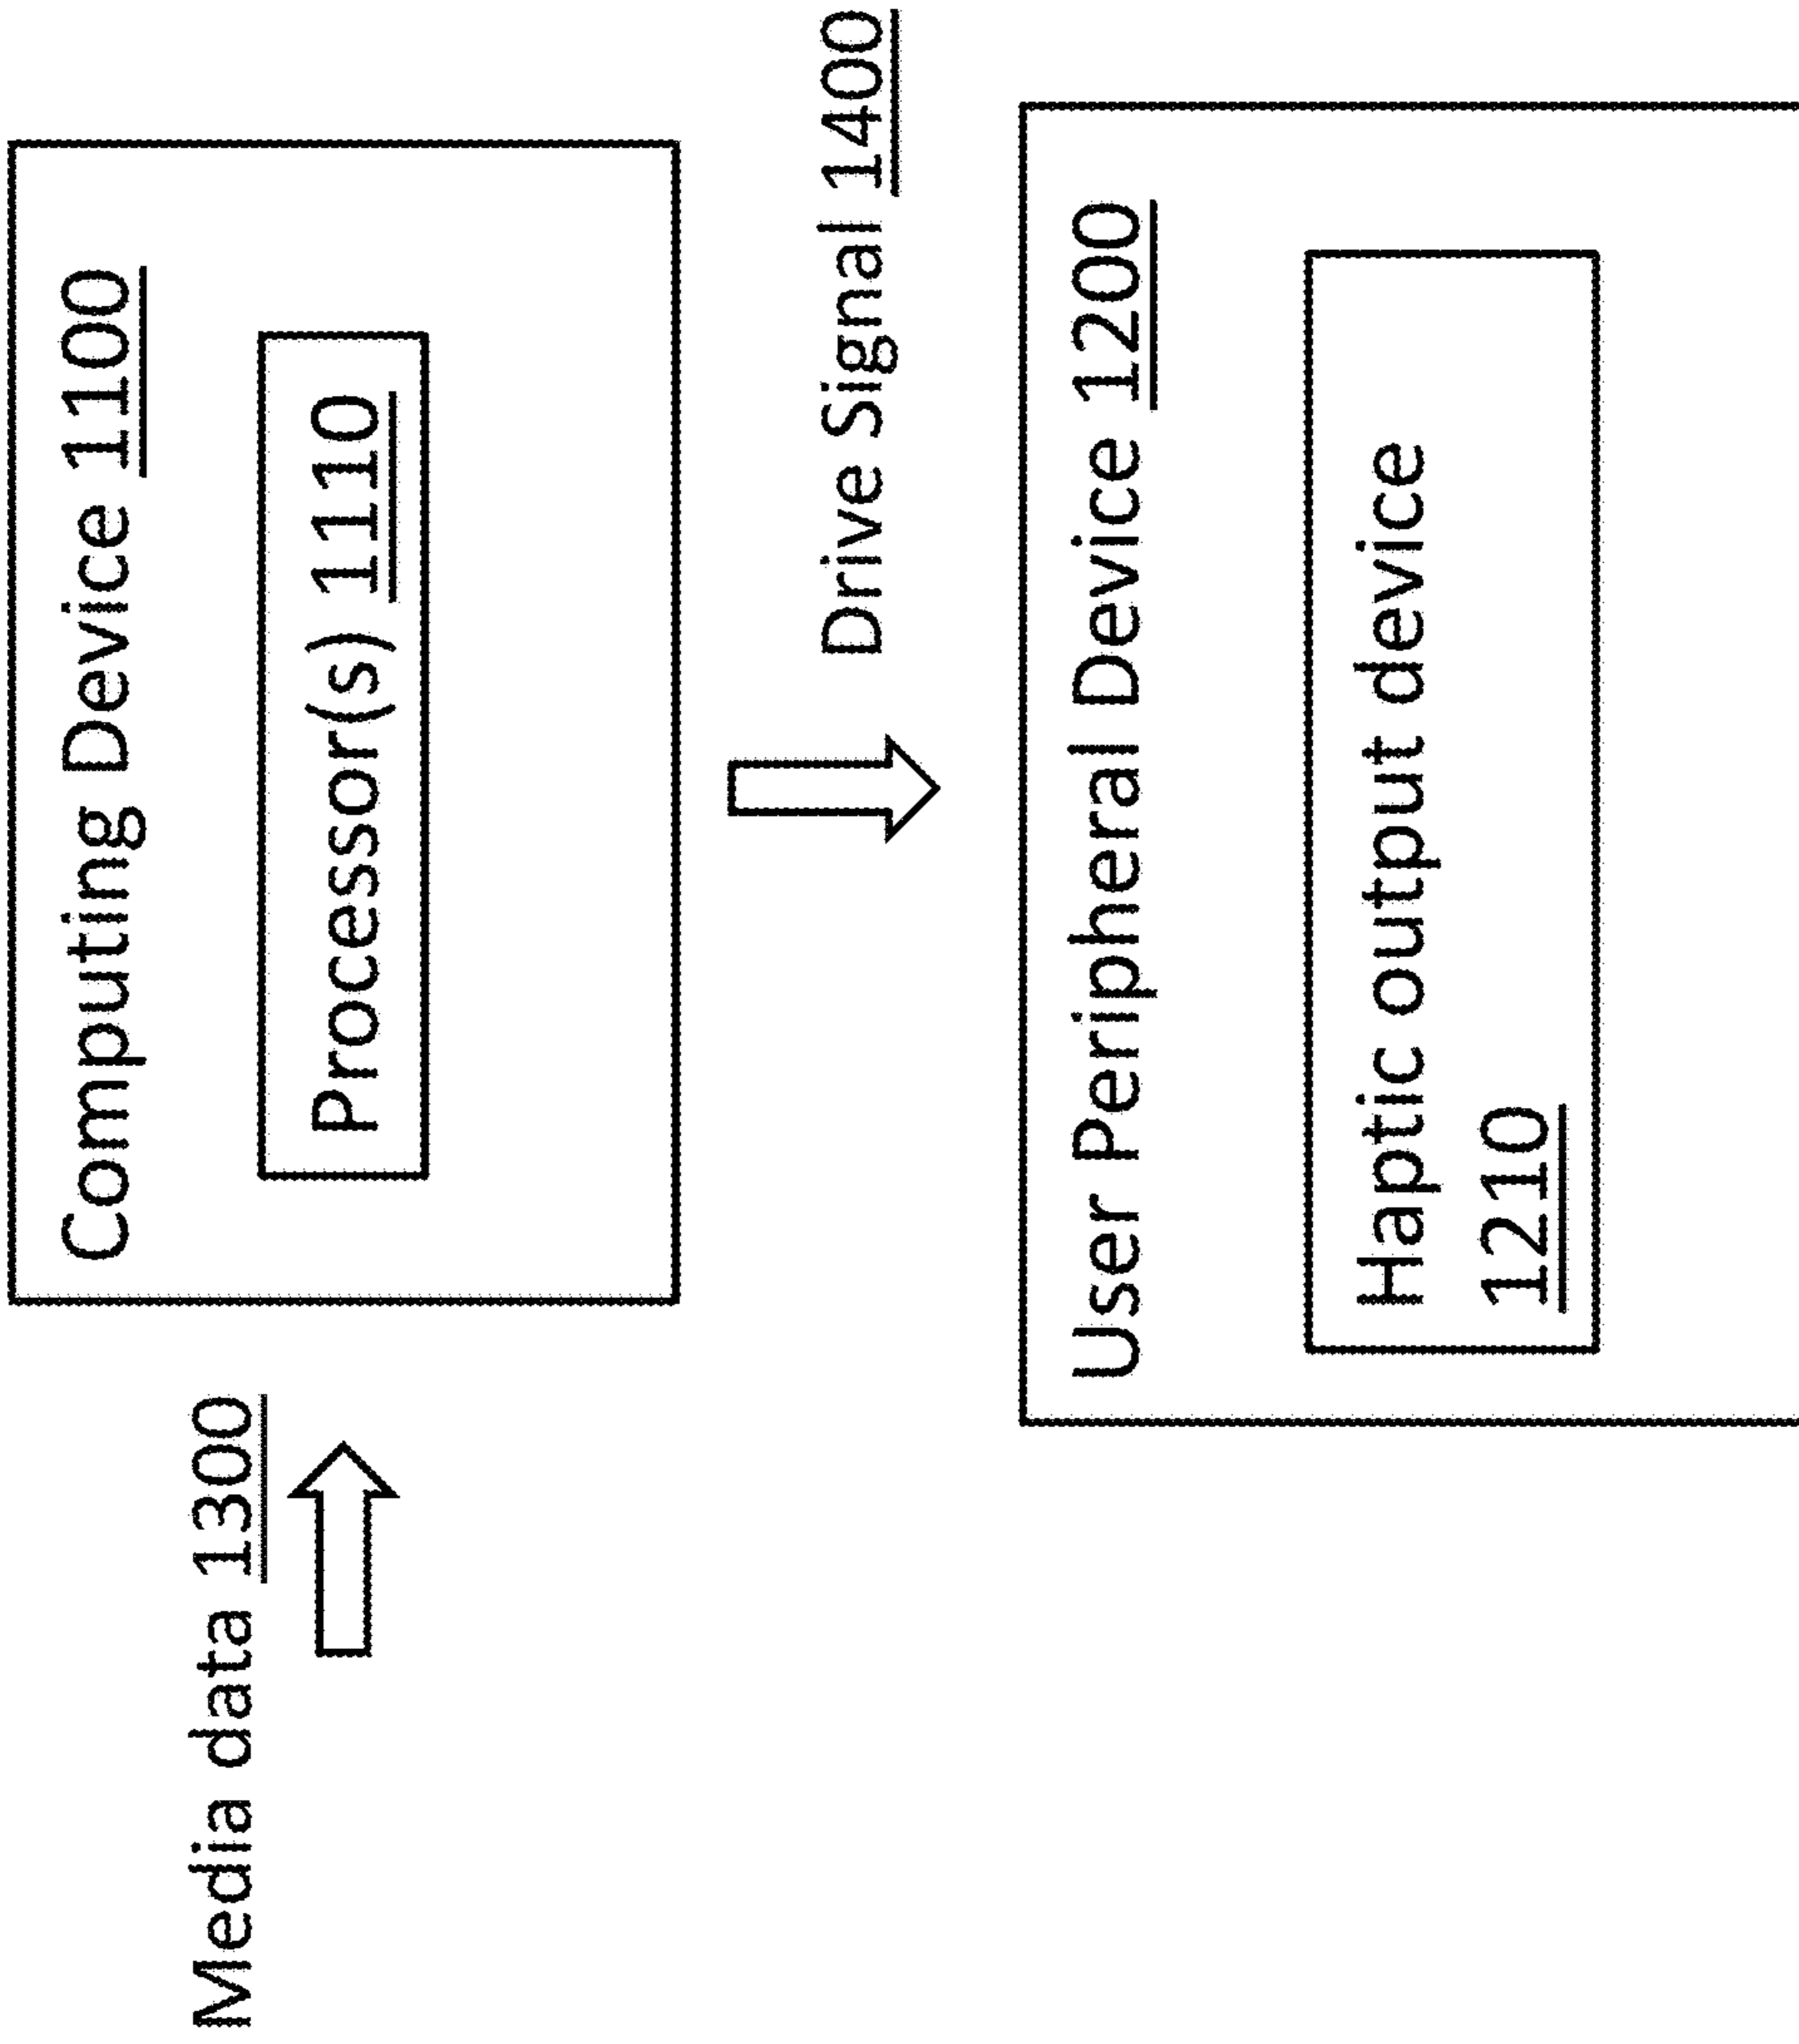 Computing Device 1100
Media data 1300
Processor(s) 1110
Drive Signal 1400
User Peripheral Device 1200
Haptic output device
1210